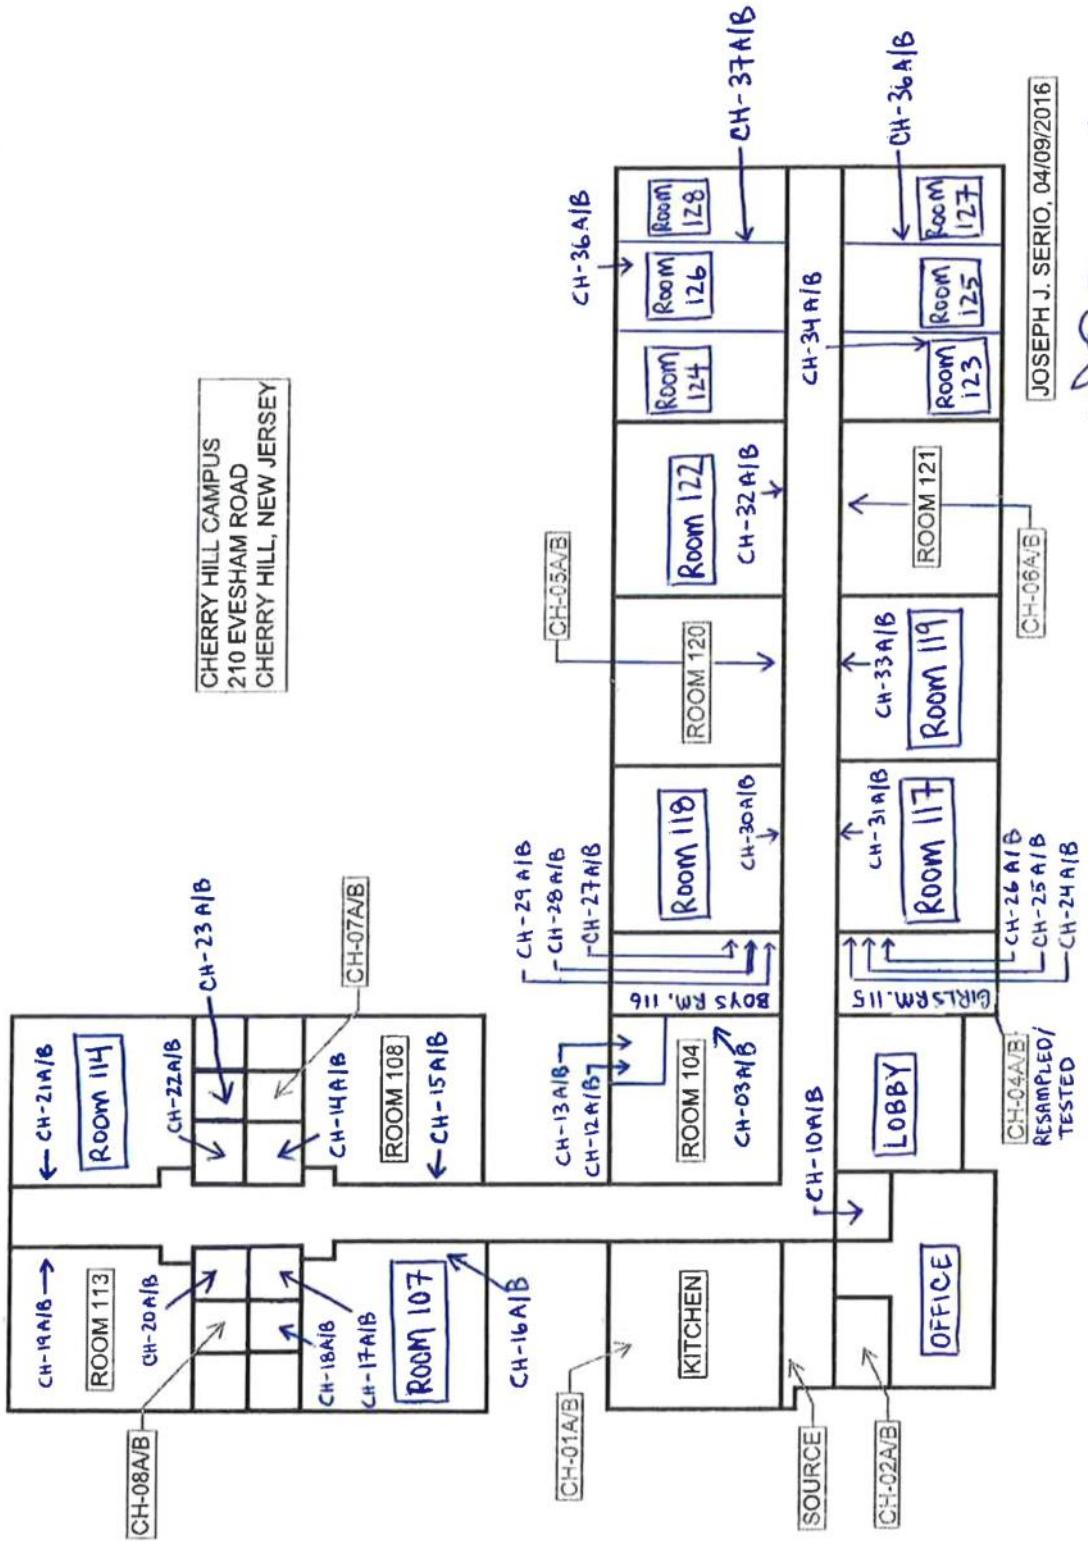 CHERRY HILL CAMPUS
210 EVESHAM ROAD
CHERRY HILL, NEW JERSEY
CH-19A/B
ROOM 113
CH-20A/B
CH-08A/B
CH-18A/B
CH-17A/B
Room 107
CH-16A/B
CH-21A/B
Room 114
CH-22A/B
CH-23A/B
CH-07A/B
CH-14A/B
ROOM 108
CH-15A/B
CH-01A/B
KITCHEN
SOURCE
CH-02A/B
OFFICE
CH-10A/B
LOBBY
CH-13A/B
CH-12A/B
ROOM 104
CH-03A/B
BOYS RM. 116
CH-29A/B
CH-28A/B
CH-27A/B
GIRLS RM. 115
CH-04A/B
RESAMPLED/
TESTED
CH-26A/B
CH-25A/B
CH-24A/B
Room 118
CH-30A/B
CH-31A/B
Room 117
CH-05A/B
ROOM 120
CH-33A/B
Room 119
Room 122
CH-32A/B
ROOM 121
CH-06A/B
CH-34A/B
Room
124
Room
126
Room
128
CH-36A/B
CH-37A/B
Room
123
Room
125
Room
127
CH-36A/B
JOSEPH J. SERIO, 04/09/2016